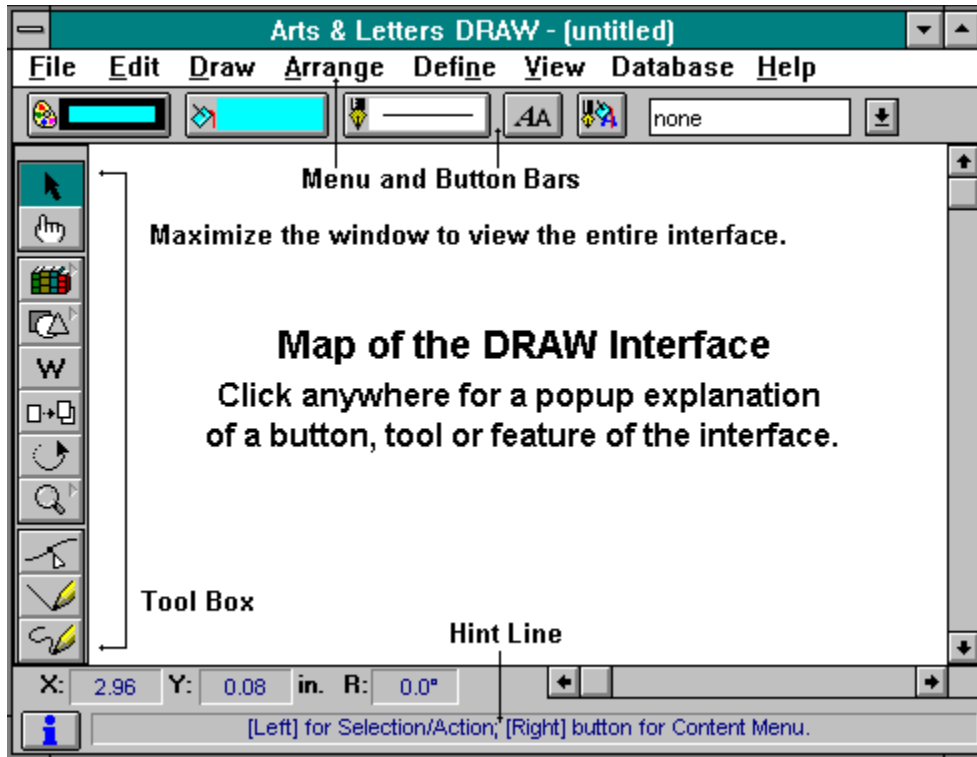 Arts & Letters DRAW - (untitled)
File Edit Draw Arrange Define View Database Help
AA A none
Menu and Button Bars
Maximize the window to view the entire interface.
Map of the DRAW Interface
Click anywhere for a popup explanation
of a button, tool or feature of the interface.
W
Tool Box
Hint Line
X: 2.96 Y: 0.08 in. R: 0.0°
i [Left] for Selection/Action; [Right] button for Content Menu.